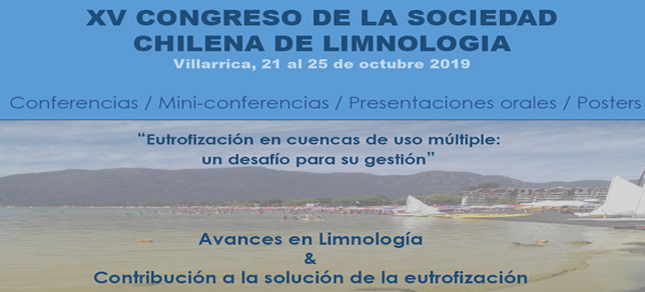 XV CONGRESO DE LA SOCIEDAD
CHILENA DE LIMNOLOGIA
Villarrica, 21 al 25 de octubre 2019
Conferencias / Mini-conferencias / Presentaciones orales / Posters
“Eutrofización en cuencas de uso múltiple:
un desafío para su gestión”
Avances en Limnología
&
Contribución a la solución de la eutrofización